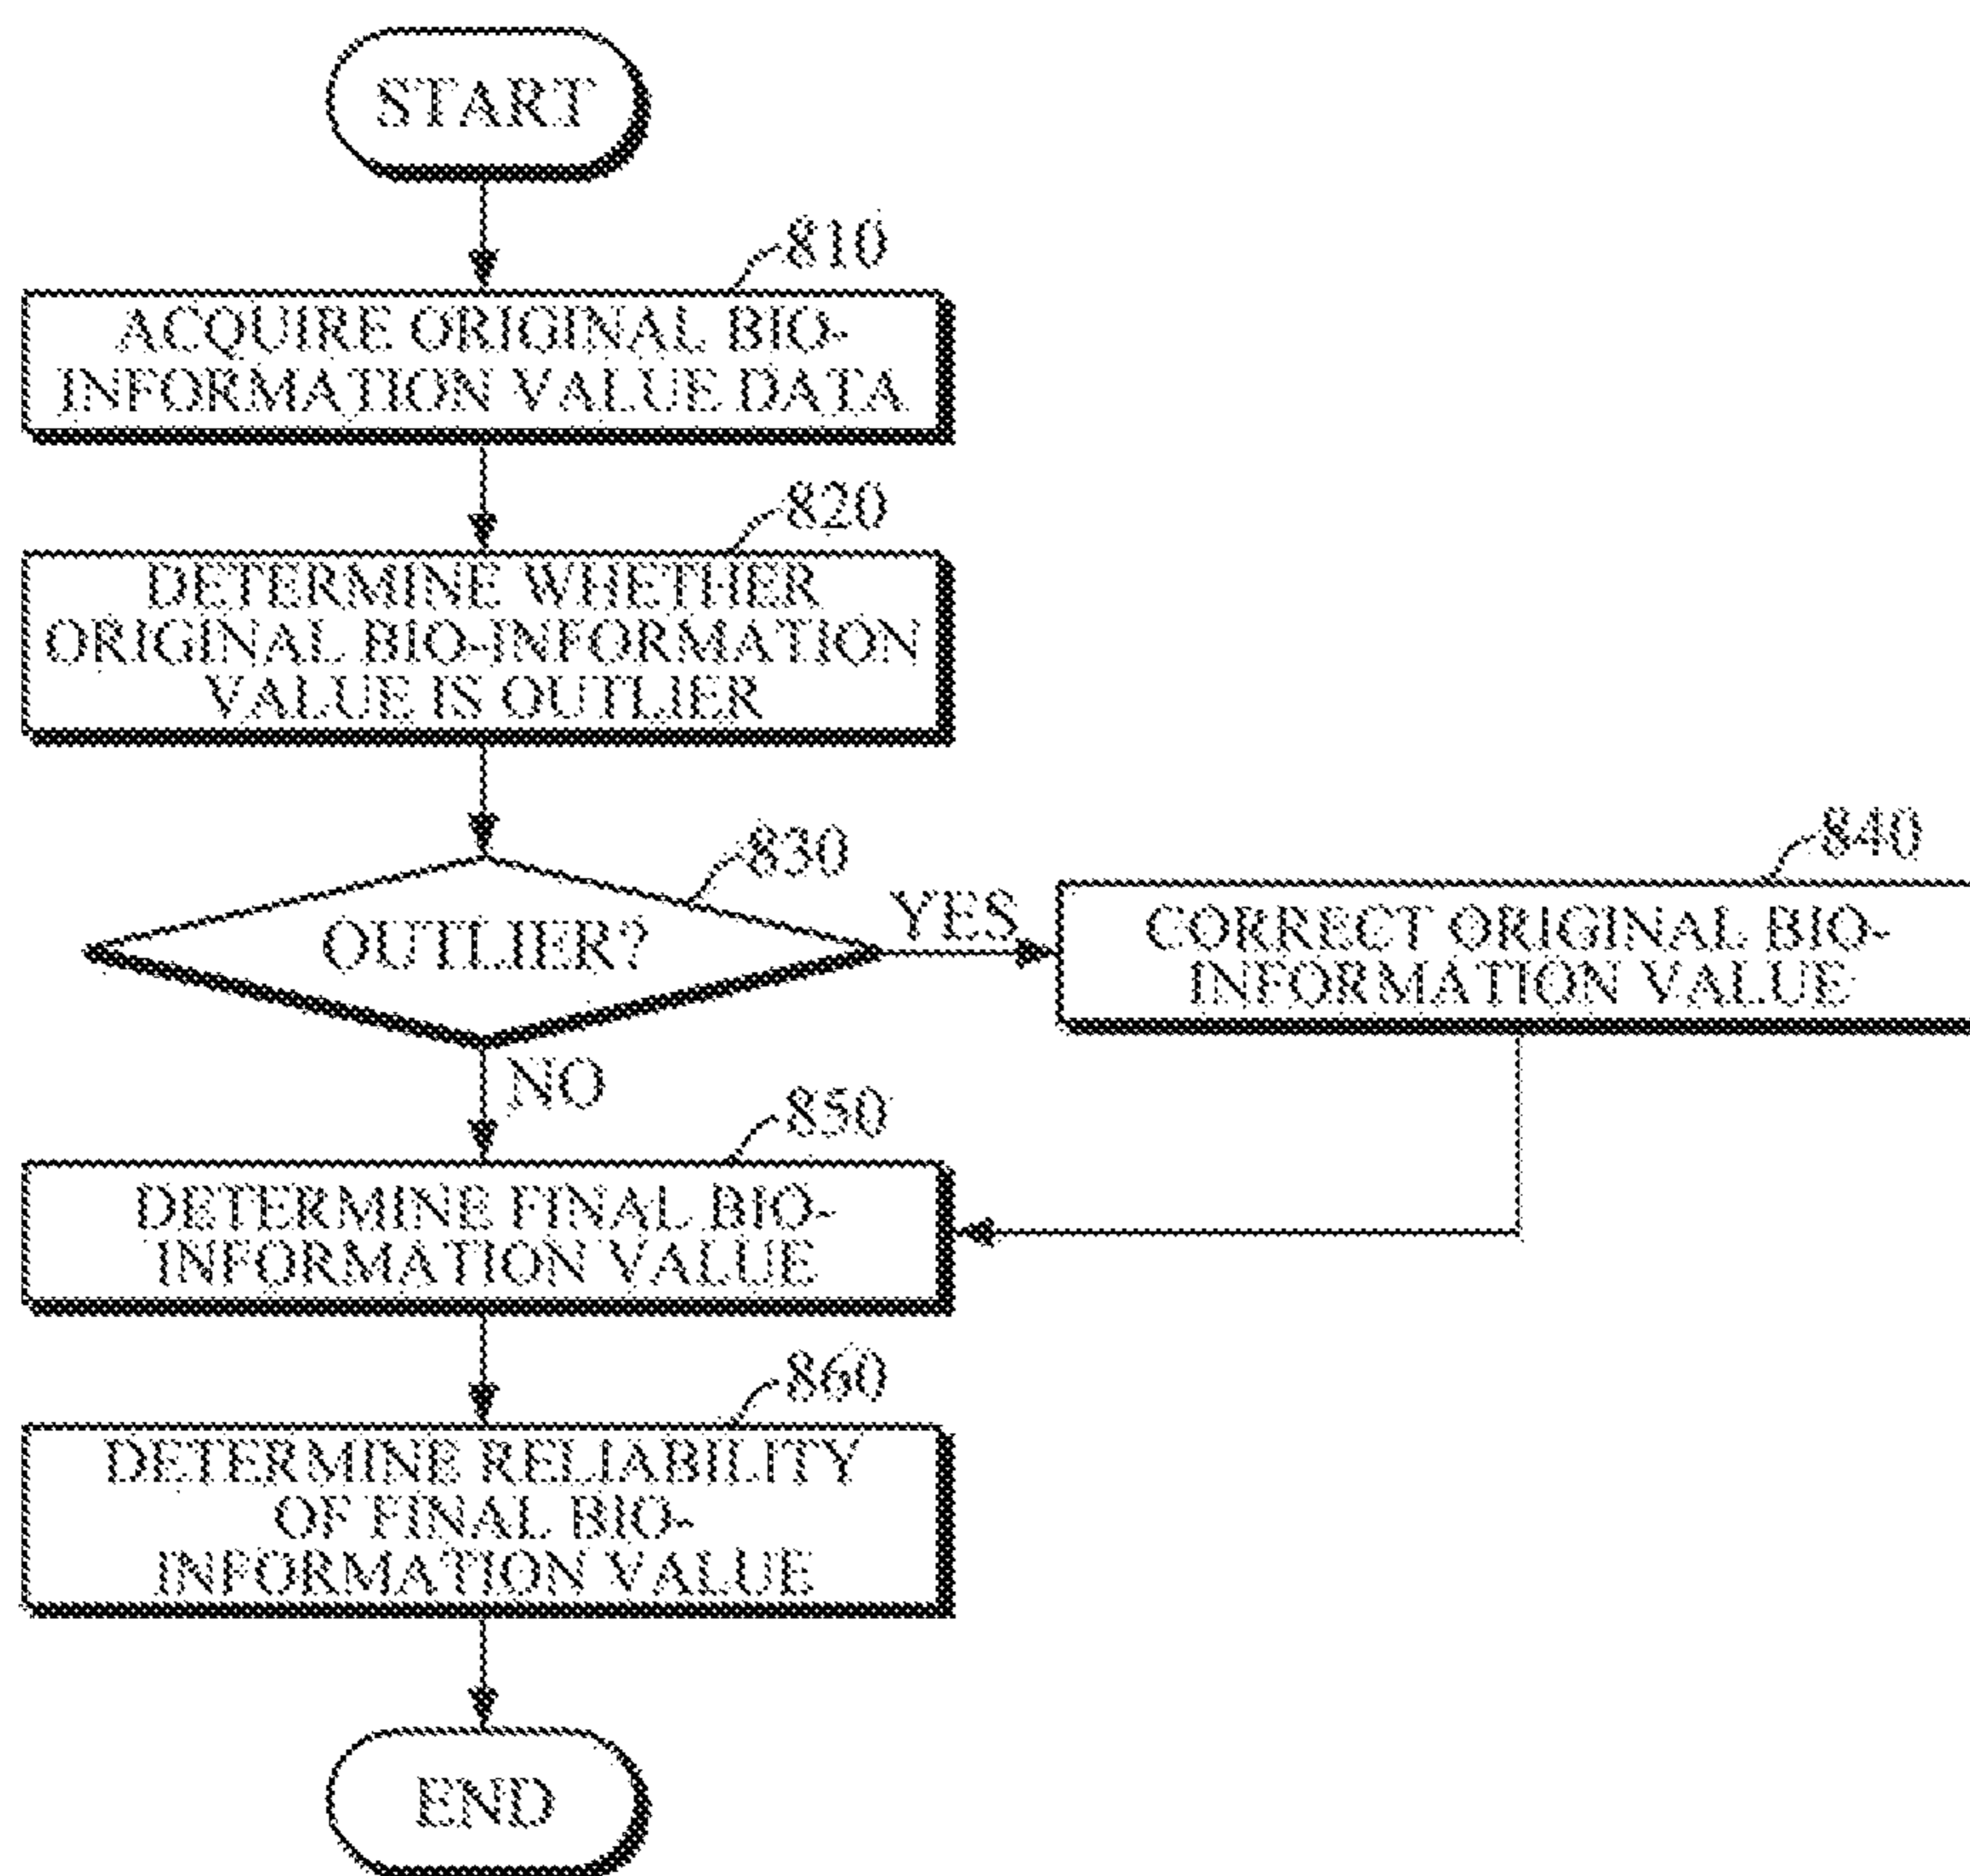 START
810
ACQUIRE ORIGINAL BIO-
INFORMATION VALUE DATA
820
DETERMINE WHETHER
ORIGINAL BIO-INFORMATION
VALUE IS OUTLIER
830
OUTLIER?
YES
840
CORRECT ORIGINAL BIO-
INFORMATION VALUE
NO
850
DETERMINE FINAL BIO-
INFORMATION VALUE
860
DETERMINE RELIABILITY
OF FINAL BIO-
INFORMATION VALUE
END